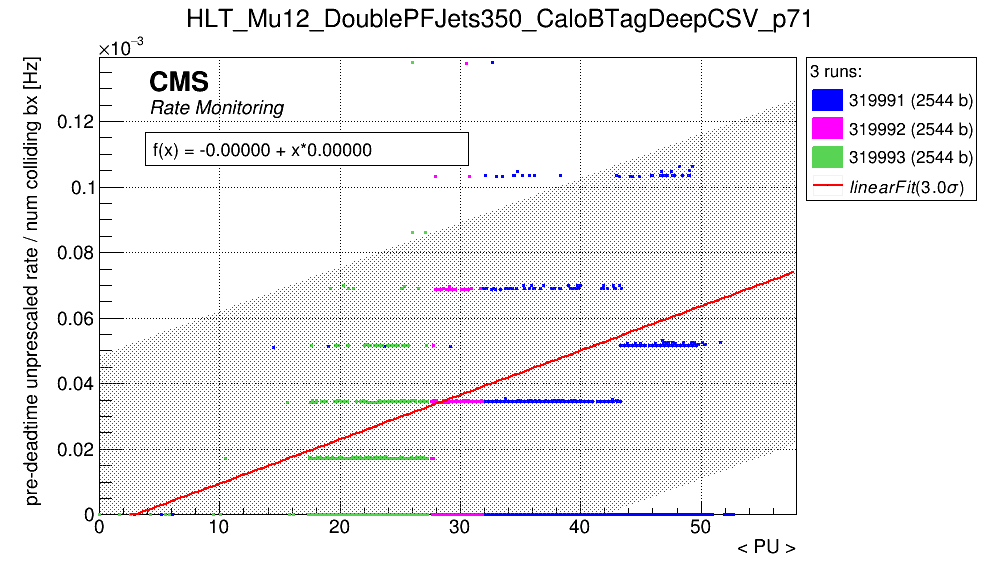 HLT_Mu12_DoublePFJets350_CaloBTagDeepCSV_p71
×10⁻³
pre-deadtime unprescaled rate / num colliding bx [Hz]
CMS
Rate Monitoring
f(x) = -0.00000 + x*0.00000
0.12
0.1
0.08
0.06
0.04
0.02
0
0 10 20 30 40 50
< PU >
3 runs:
319991 (2544 b)
319992 (2544 b)
319993 (2544 b)
linearFit(3.0σ)